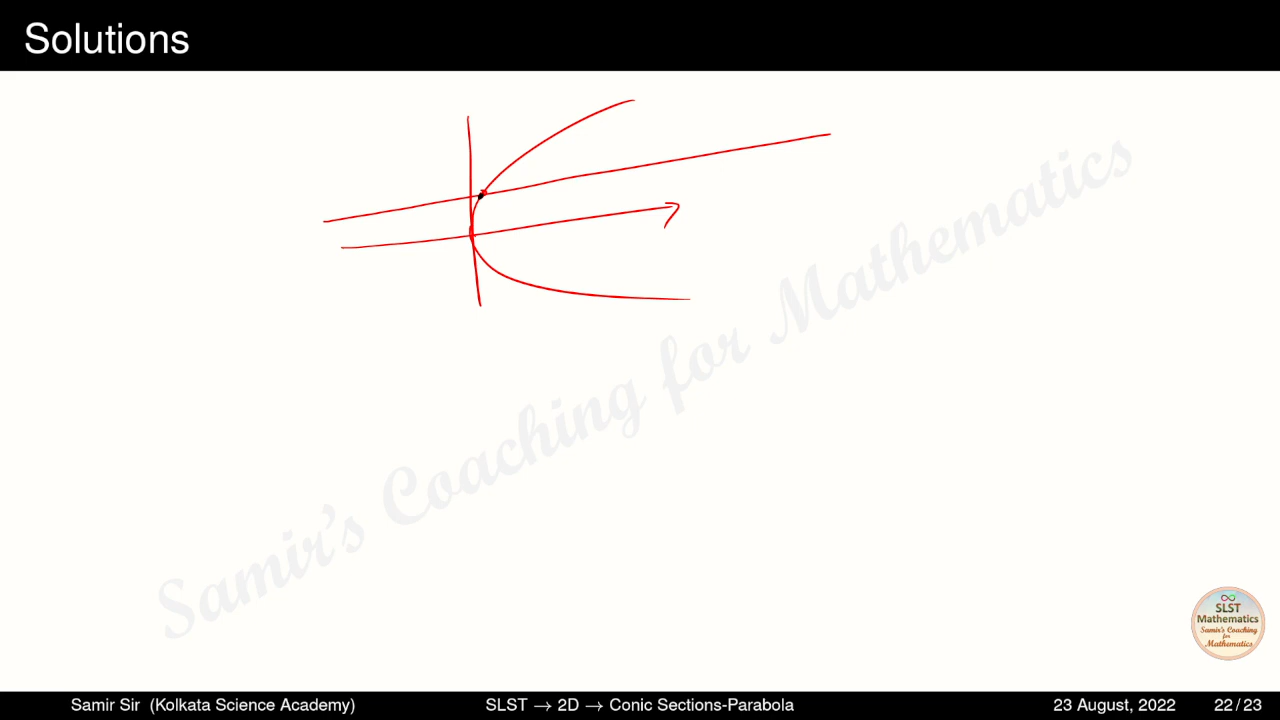 Solutions
Samir's Coaching for Mathematics
∞
SLST
Mathematics
Samir's Coaching
for
Mathematics
Samir Sir (Kolkata Science Academy)
SLST → 2D → Conic Sections-Parabola
23 August, 2022
22/23